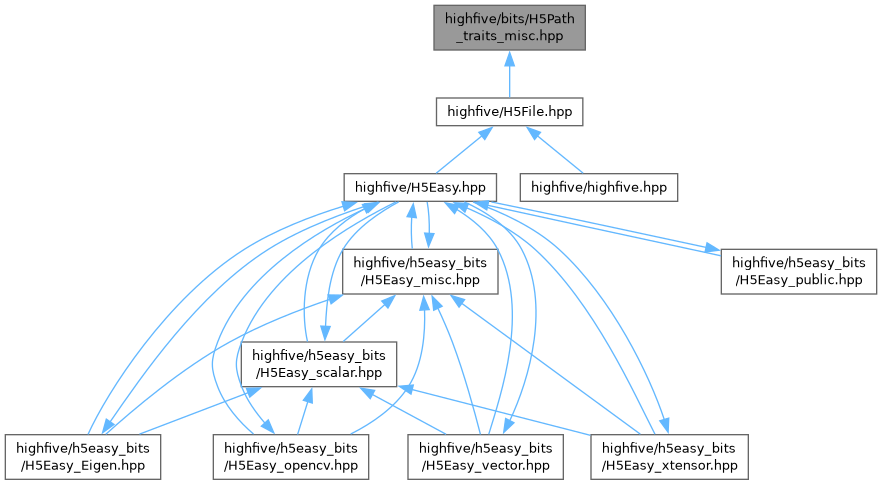 highfive/bits/H5Path
_traits_misc.hpp
highfive/H5File.hpp
highfive/H5Easy.hpp
highfive/highfive.hpp
highfive/h5easy_bits
/H5Easy_misc.hpp
highfive/h5easy_bits
/H5Easy_public.hpp
highfive/h5easy_bits
/H5Easy_scalar.hpp
highfive/h5easy_bits
/H5Easy_Eigen.hpp
highfive/h5easy_bits
/H5Easy_opencv.hpp
highfive/h5easy_bits
/H5Easy_vector.hpp
highfive/h5easy_bits
/H5Easy_xtensor.hpp